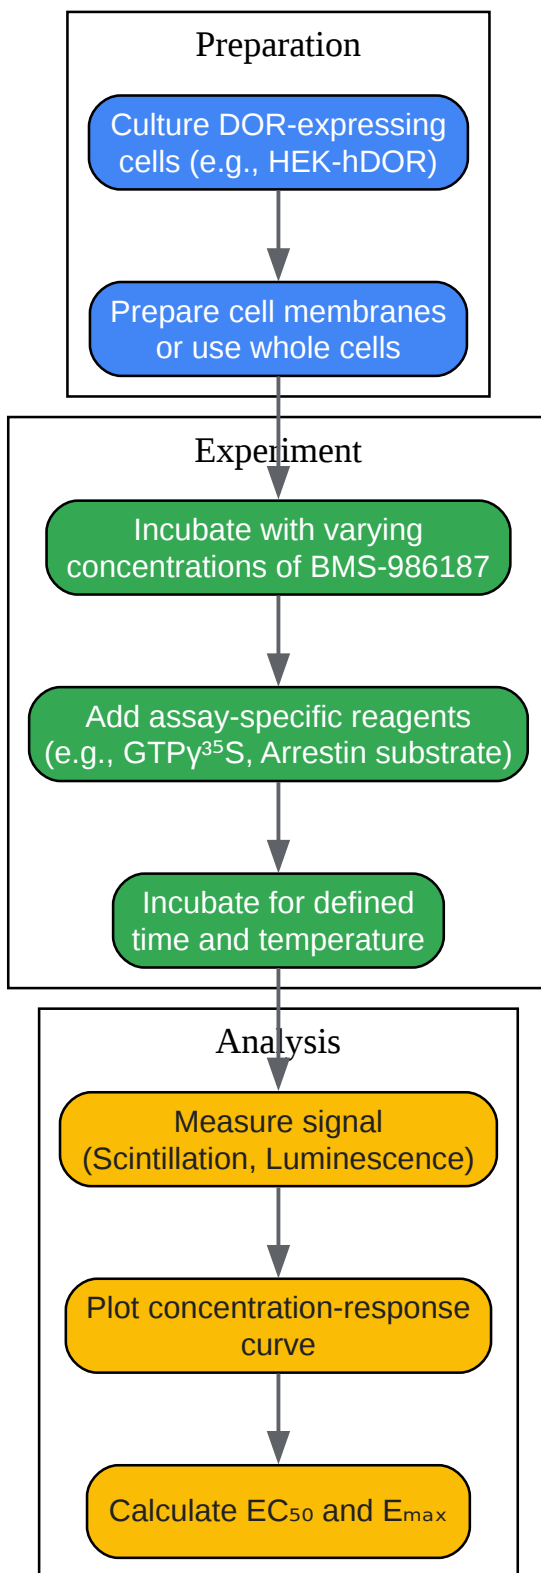 Preparation
Culture DOR-expressing
cells (e.g., HEK-hDOR)
Prepare cell membranes
or use whole cells
Experiment
Incubate with varying
concentrations of BMS-986187
Add assay-specific reagents
(e.g., GTPγ³⁵S, Arrestin substrate)
Incubate for defined
time and temperature
Analysis
Measure signal
(Scintillation, Luminescence)
Plot concentration-response
curve
Calculate EC₅₀ and Eₘₐₓ